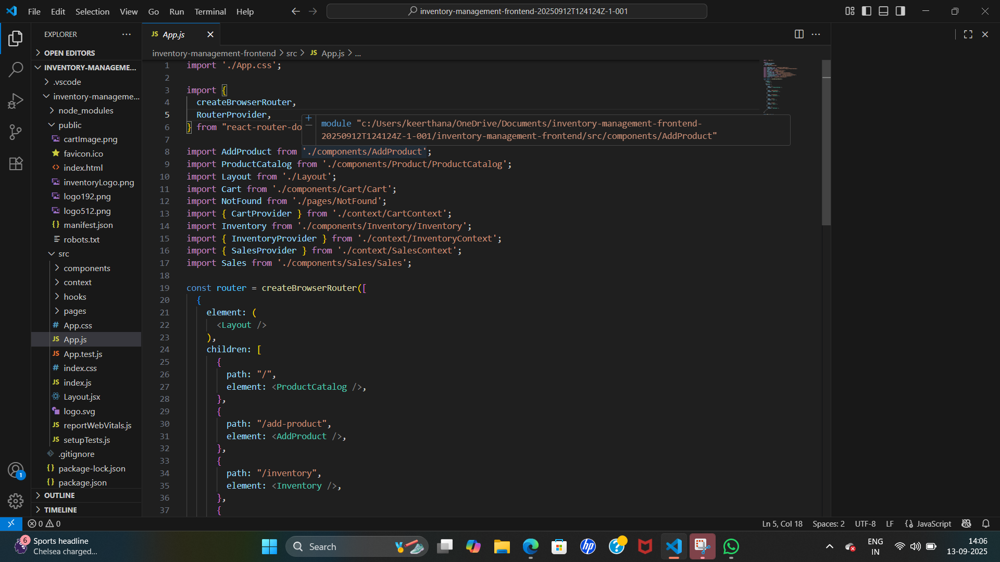 File Edit Selection View Go Run Terminal Help
inventory-management-frontend-20250912T124124Z-1-001
EXPLORER
OPEN EDITORS
INVENTORY-MANAGEME...
.vscode
inventory-manageme...
node_modules
public
cartImage.png
favicon.ico
index.html
inventoryLogo.png
logo192.png
logo512.png
manifest.json
robots.txt
src
components
context
hooks
pages
App.css
App.js
App.test.js
index.css
index.js
Layout.jsx
logo.svg
reportWebVitals.js
setupTests.js
.gitignore
package-lock.json
package.json
OUTLINE
TIMELINE
1
JS App.js
inventory-management-frontend > src > JS App.js > ...
1 import './App.css';
2
3 import {
4 createBrowserRouter,
5 RouterProvider,
6 } from "react-router-do
module "c:/Users/keerthana/OneDrive/Documents/inventory-management-frontend-
20250912T124124Z-1-001/inventory-management-frontend/src/components/AddProduct"
7
8 import AddProduct from './components/AddProduct';
9 import ProductCatalog from './components/Product/ProductCatalog';
10 import Layout from './Layout';
11 import Cart from './components/Cart/Cart';
12 import NotFound from './pages/NotFound';
13 import { CartProvider } from './context/CartContext';
14 import Inventory from './components/Inventory/Inventory';
15 import { InventoryProvider } from './context/InventoryContext';
16 import { SalesProvider } from './context/SalesContext';
17 import Sales from './components/Sales/Sales';
18
19 const router = createBrowserRouter([
20 {
21 element: (
22 <Layout />
23 ),
24 children: [
25 {
26 path: "/",
27 element: <ProductCatalog />,
28 },
29 {
30 path: "/add-product",
31 element: <AddProduct />,
32 },
33 {
34 path: "/inventory",
35 element: <Inventory />,
36 },
37 {
0 0
Ln 5, Col 18 Spaces: 2 UTF-8 LF {} JavaScript
6
Sports headline
Chelsea charged...
Search
hp
ENG
IN
14:06
13-09-2025